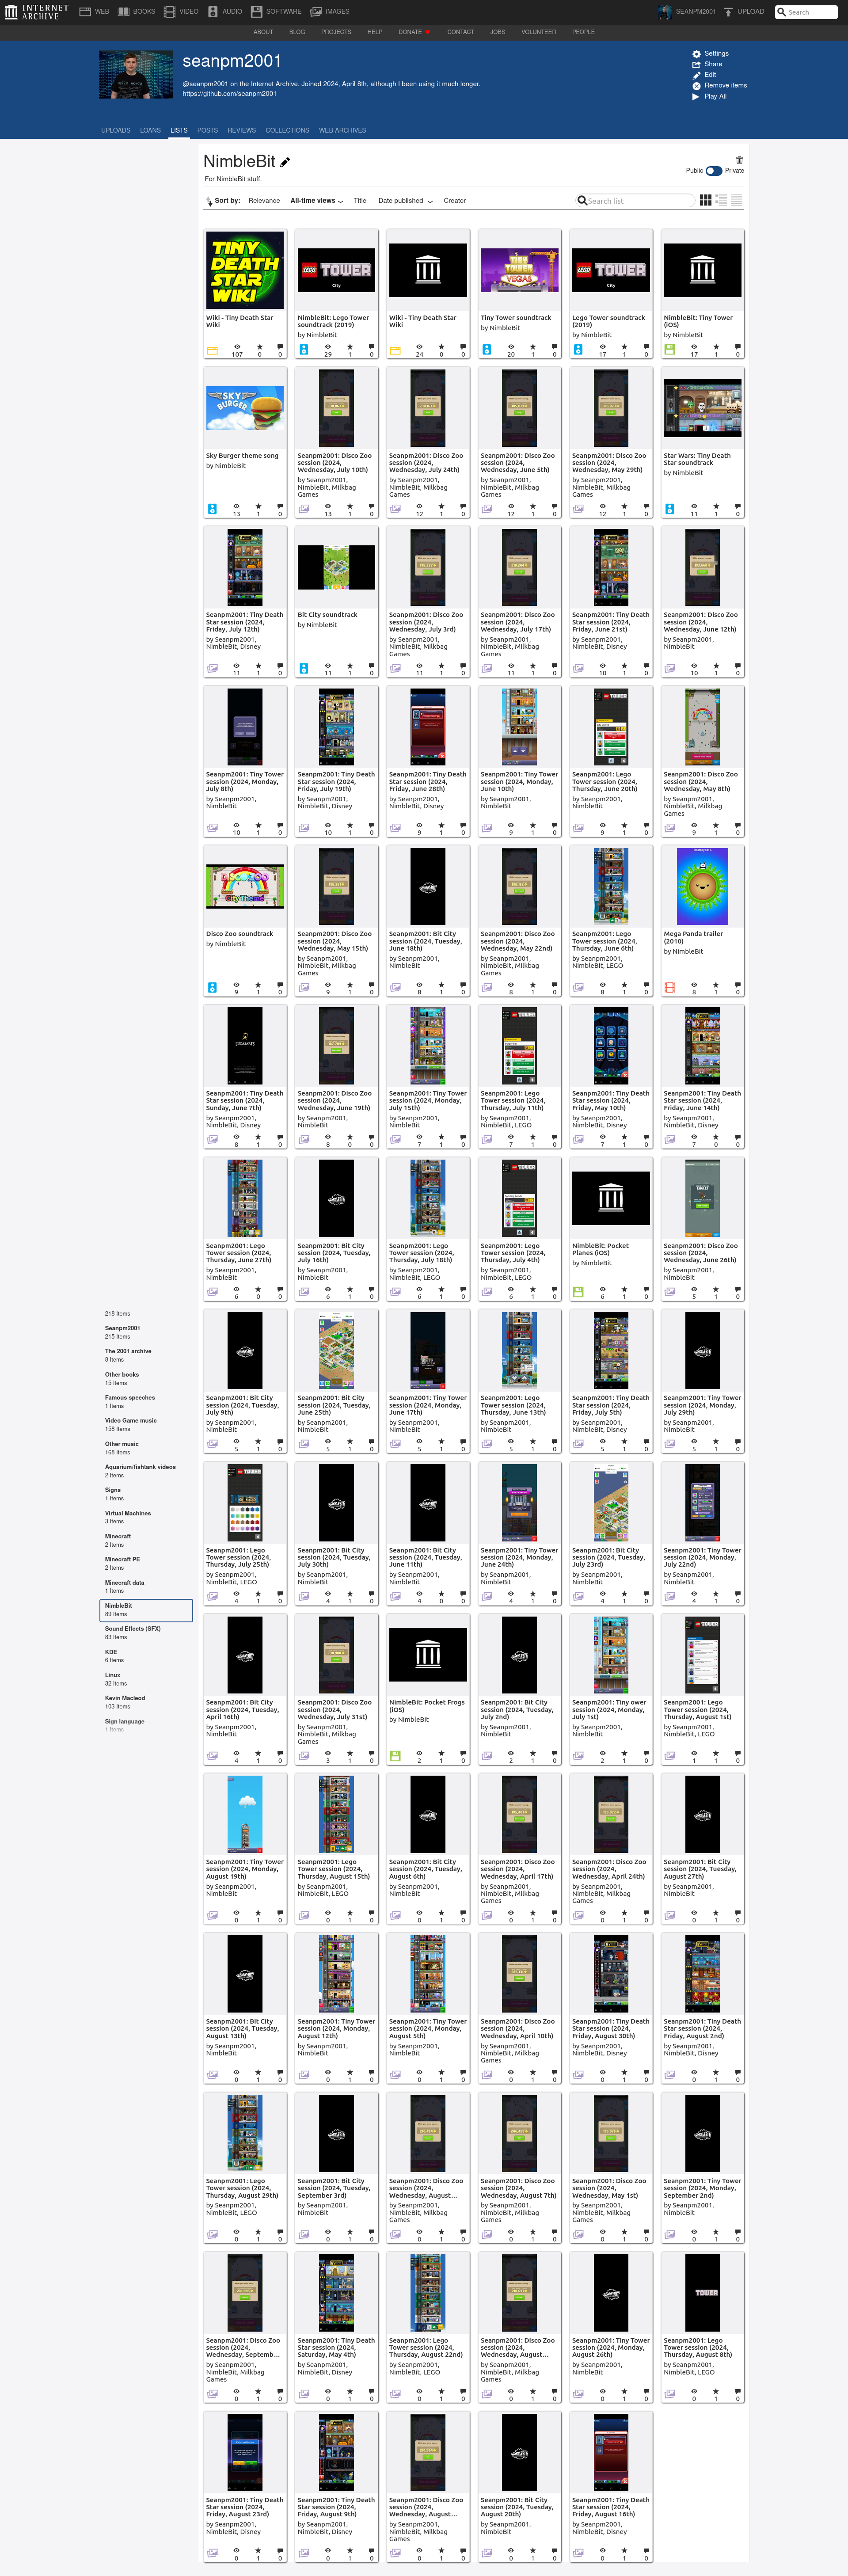 INTERNET ARCHIVE
WEB BOOKS VIDEO AUDIO SOFTWARE IMAGES SEANPM2001 UPLOAD Search
ABOUT BLOG PROJECTS HELP DONATE CONTACT JOBS VOLUNTEER PEOPLE
seanpm2001
@seanpm2001 on the Internet Archive. Joined 2024, April 8th, although I been using it much longer.
https://github.com/seanpm2001
Settings
Share
Edit
Remove items
Play All
UPLOADS LOANS LISTS POSTS REVIEWS COLLECTIONS WEB ARCHIVES
NimbleBit
For NimbleBit stuff.
Public Private
Sort by: Relevance All-time views Title Date published Creator
Search list
TINY DEATH STAR WIKI
Wiki - Tiny Death Star Wiki
107 0 0
LEGO TOWER
City
NimbleBit: Lego Tower soundtrack (2019)
by NimbleBit
29 1 0
Wiki - Tiny Death Star Wiki
24 0 0
TINY TOWER VEGAS
Tiny Tower soundtrack
by NimbleBit
20 1 0
LEGO TOWER
City
Lego Tower soundtrack (2019)
by NimbleBit
17 1 0
NimbleBit: Tiny Tower (iOS)
by NimbleBit
17 1 0
SKY BURGER
Sky Burger theme song
by NimbleBit
13 1 0
Seanpm2001: Disco Zoo session (2024, Wednesday, July 10th)
by Seanpm2001, NimbleBit, Milkbag Games
13 1 0
Seanpm2001: Disco Zoo session (2024, Wednesday, July 24th)
by Seanpm2001, NimbleBit, Milkbag Games
12 1 0
Seanpm2001: Disco Zoo session (2024, Wednesday, June 5th)
by Seanpm2001, NimbleBit, Milkbag Games
12 1 0
Seanpm2001: Disco Zoo session (2024, Wednesday, May 29th)
by Seanpm2001, NimbleBit, Milkbag Games
12 1 0
Star Wars: Tiny Death Star soundtrack
by NimbleBit
11 1 0
Seanpm2001: Tiny Death Star session (2024, Friday, July 12th)
by Seanpm2001, NimbleBit, Disney
11 1 0
Bit City soundtrack
by NimbleBit
11 1 0
Seanpm2001: Disco Zoo session (2024, Wednesday, July 3rd)
by Seanpm2001, NimbleBit, Milkbag Games
11 1 0
Seanpm2001: Disco Zoo session (2024, Wednesday, July 17th)
by Seanpm2001, NimbleBit, Milkbag Games
11 1 0
Seanpm2001: Tiny Death Star session (2024, Friday, June 21st)
by Seanpm2001, NimbleBit, Disney
10 1 0
Seanpm2001: Disco Zoo session (2024, Wednesday, June 12th)
by Seanpm2001, NimbleBit
10 1 0
Seanpm2001: Tiny Tower session (2024, Monday, July 8th)
by Seanpm2001, NimbleBit
10 1 0
Seanpm2001: Tiny Death Star session (2024, Friday, July 19th)
by Seanpm2001, NimbleBit, Disney
10 1 0
Seanpm2001: Tiny Death Star session (2024, Friday, June 28th)
by Seanpm2001, NimbleBit, Disney
9 1 0
Seanpm2001: Tiny Tower session (2024, Monday, June 10th)
by Seanpm2001, NimbleBit
9 1 0
LEGO TOWER
Seanpm2001: Lego Tower session (2024, Thursday, June 20th)
by Seanpm2001, NimbleBit
9 1 0
Seanpm2001: Disco Zoo session (2024, Wednesday, May 8th)
by Seanpm2001, NimbleBit, Milkbag Games
9 1 0
DISCO ZOO
City Theme
Disco Zoo soundtrack
by NimbleBit
9 1 0
Seanpm2001: Disco Zoo session (2024, Wednesday, May 15th)
by Seanpm2001, NimbleBit, Milkbag Games
9 1 0
Seanpm2001: Bit City session (2024, Tuesday, June 18th)
by Seanpm2001, NimbleBit
8 1 0
Seanpm2001: Disco Zoo session (2024, Wednesday, May 22nd)
by Seanpm2001, NimbleBit, Milkbag Games
8 1 0
Seanpm2001: Lego Tower session (2024, Thursday, June 6th)
by Seanpm2001, NimbleBit, LEGO
8 1 0
Mega Panda trailer (2010)
by NimbleBit
8 1 0
Seanpm2001: Tiny Death Star session (2024, Sunday, June 7th)
by Seanpm2001, NimbleBit, Disney
8 1 0
Seanpm2001: Disco Zoo session (2024, Wednesday, June 19th)
by Seanpm2001, NimbleBit
8 0 0
Seanpm2001: Tiny Tower session (2024, Monday, July 15th)
by Seanpm2001, NimbleBit
7 1 0
LEGO TOWER
Seanpm2001: Lego Tower session (2024, Thursday, July 11th)
by Seanpm2001, NimbleBit, LEGO
7 1 0
Seanpm2001: Tiny Death Star session (2024, Friday, May 10th)
by Seanpm2001, NimbleBit, Disney
7 1 0
Seanpm2001: Tiny Death Star session (2024, Friday, June 14th)
by Seanpm2001, NimbleBit, Disney
7 0 0
Seanpm2001: Lego Tower session (2024, Thursday, June 27th)
by Seanpm2001, NimbleBit
6 0 0
Seanpm2001: Bit City session (2024, Tuesday, July 16th)
by Seanpm2001, NimbleBit
6 1 0
Seanpm2001: Lego Tower session (2024, Thursday, July 18th)
by Seanpm2001, NimbleBit, LEGO
6 1 0
LEGO TOWER
Seanpm2001: Lego Tower session (2024, Thursday, July 4th)
by Seanpm2001, NimbleBit, LEGO
6 1 0
NimbleBit: Pocket Planes (iOS)
by NimbleBit
6 1 0
Seanpm2001: Disco Zoo session (2024, Wednesday, June 26th)
by Seanpm2001, NimbleBit
5 1 0
218 Items
Seanpm2001
215 Items
The 2001 archive
8 Items
Other books
15 Items
Famous speeches
1 Items
Video Game music
158 Items
Other music
168 Items
Aquarium/fishtank videos
2 Items
Signs
1 Items
Virtual Machines
3 Items
Minecraft
2 Items
Minecraft PE
2 Items
Minecraft data
1 Items
NimbleBit
89 Items
Sound Effects (SFX)
83 Items
KDE
6 Items
Linux
32 Items
Kevin Macleod
103 Items
Sign language
1 Items
Seanpm2001: Bit City session (2024, Tuesday, July 9th)
by Seanpm2001, NimbleBit
5 1 0
Seanpm2001: Bit City session (2024, Tuesday, June 25th)
by Seanpm2001, NimbleBit
5 1 0
Seanpm2001: Tiny Tower session (2024, Monday, June 17th)
by Seanpm2001, NimbleBit
5 1 0
Seanpm2001: Lego Tower session (2024, Thursday, June 13th)
by Seanpm2001, NimbleBit
5 1 0
Seanpm2001: Tiny Death Star session (2024, Friday, July 5th)
by Seanpm2001, NimbleBit, Disney
5 1 0
Seanpm2001: Tiny Tower session (2024, Monday, July 29th)
by Seanpm2001, NimbleBit
5 1 0
LEGO TOWER
Seanpm2001: Lego Tower session (2024, Thursday, July 25th)
by Seanpm2001, NimbleBit, LEGO
4 1 0
Seanpm2001: Bit City session (2024, Tuesday, July 30th)
by Seanpm2001, NimbleBit
4 1 0
Seanpm2001: Bit City session (2024, Tuesday, June 11th)
by Seanpm2001, NimbleBit
4 0 0
Seanpm2001: Tiny Tower session (2024, Monday, June 24th)
by Seanpm2001, NimbleBit
4 1 0
Seanpm2001: Bit City session (2024, Tuesday, July 23rd)
by Seanpm2001, NimbleBit
4 1 0
Seanpm2001: Tiny Tower session (2024, Monday, July 22nd)
by Seanpm2001, NimbleBit
4 1 0
Seanpm2001: Bit City session (2024, Tuesday, April 16th)
by Seanpm2001, NimbleBit
4 1 0
Seanpm2001: Disco Zoo session (2024, Wednesday, July 31st)
by Seanpm2001, NimbleBit, Milkbag Games
3 1 0
NimbleBit: Pocket Frogs (iOS)
by NimbleBit
2 1 0
Seanpm2001: Bit City session (2024, Tuesday, July 2nd)
by Seanpm2001, NimbleBit
2 1 0
Seanpm2001: Tiny ower session (2024, Monday, July 1st)
by Seanpm2001, NimbleBit
2 1 0
LEGO TOWER
Seanpm2001: Lego Tower session (2024, Thursday, August 1st)
by Seanpm2001, NimbleBit, LEGO
1 1 0
Seanpm2001: Tiny Tower session (2024, Monday, August 19th)
by Seanpm2001, NimbleBit
0 1 0
Seanpm2001: Lego Tower session (2024, Thursday, August 15th)
by Seanpm2001, NimbleBit, LEGO
0 1 0
Seanpm2001: Bit City session (2024, Tuesday, August 6th)
by Seanpm2001, NimbleBit
0 1 0
Seanpm2001: Disco Zoo session (2024, Wednesday, April 17th)
by Seanpm2001, NimbleBit, Milkbag Games
0 1 0
Seanpm2001: Disco Zoo session (2024, Wednesday, April 24th)
by Seanpm2001, NimbleBit, Milkbag Games
0 1 0
Seanpm2001: Bit City session (2024, Tuesday, August 27th)
by Seanpm2001, NimbleBit
0 1 0
Seanpm2001: Bit City session (2024, Tuesday, August 13th)
by Seanpm2001, NimbleBit
0 1 0
Seanpm2001: Tiny Tower session (2024, Monday, August 12th)
by Seanpm2001, NimbleBit
0 1 0
Seanpm2001: Tiny Tower session (2024, Monday, August 5th)
by Seanpm2001, NimbleBit
0 1 0
Seanpm2001: Disco Zoo session (2024, Wednesday, April 10th)
by Seanpm2001, NimbleBit, Milkbag Games
0 1 0
Seanpm2001: Tiny Death Star session (2024, Friday, August 30th)
by Seanpm2001, NimbleBit, Disney
0 1 0
Seanpm2001: Tiny Death Star session (2024, Friday, August 2nd)
by Seanpm2001, NimbleBit, Disney
0 1 0
Seanpm2001: Lego Tower session (2024, Thursday, August 29th)
by Seanpm2001, NimbleBit, LEGO
0 1 0
Seanpm2001: Bit City session (2024, Tuesday, September 3rd)
by Seanpm2001, NimbleBit
0 1 0
Seanpm2001: Disco Zoo session (2024, Wednesday, August...
by Seanpm2001, NimbleBit, Milkbag Games
0 1 0
Seanpm2001: Disco Zoo session (2024, Wednesday, August 7th)
by Seanpm2001, NimbleBit, Milkbag Games
0 1 0
Seanpm2001: Disco Zoo session (2024, Wednesday, May 1st)
by Seanpm2001, NimbleBit, Milkbag Games
0 1 0
Seanpm2001: Tiny Tower session (2024, Monday, September 2nd)
by Seanpm2001, NimbleBit
0 1 0
Seanpm2001: Disco Zoo session (2024, Wednesday, Septemb...
by Seanpm2001, NimbleBit, Milkbag Games
0 1 0
Seanpm2001: Tiny Death Star session (2024, Saturday, May 4th)
by Seanpm2001, NimbleBit, Disney
0 1 0
Seanpm2001: Lego Tower session (2024, Thursday, August 22nd)
by Seanpm2001, NimbleBit, LEGO
0 1 0
Seanpm2001: Disco Zoo session (2024, Wednesday, August...
by Seanpm2001, NimbleBit, Milkbag Games
0 1 0
Seanpm2001: Tiny Tower session (2024, Monday, August 26th)
by Seanpm2001, NimbleBit
0 1 0
TOWER
Seanpm2001: Lego Tower session (2024, Thursday, August 8th)
by Seanpm2001, NimbleBit, LEGO
0 1 0
Seanpm2001: Tiny Death Star session (2024, Friday, August 23rd)
by Seanpm2001, NimbleBit, Disney
0 1 0
Seanpm2001: Tiny Death Star session (2024, Friday, August 9th)
by Seanpm2001, NimbleBit, Disney
0 1 0
Seanpm2001: Disco Zoo session (2024, Wednesday, August...
by Seanpm2001, NimbleBit, Milkbag Games
0 1 0
Seanpm2001: Bit City session (2024, Tuesday, August 20th)
by Seanpm2001, NimbleBit
0 1 0
Seanpm2001: Tiny Death Star session (2024, Friday, August 16th)
by Seanpm2001, NimbleBit, Disney
0 1 0